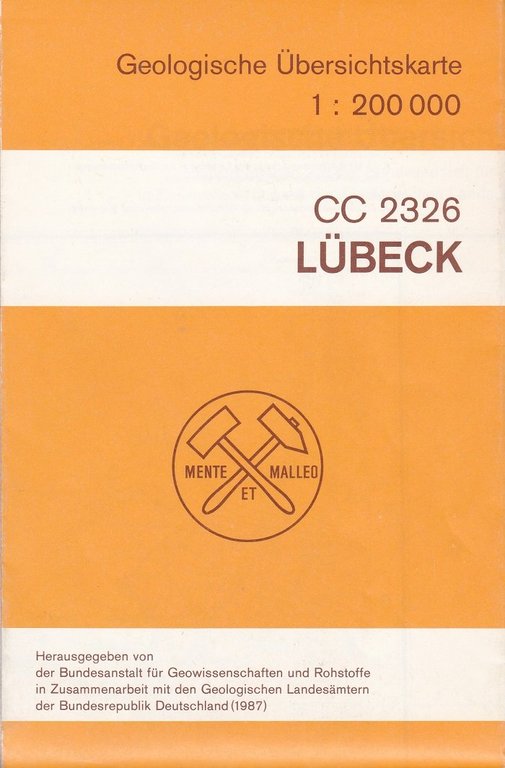 Geologische Übersichtskarte
1 : 200 000
CC 2326
LÜBECK
MENTE MALLEO
ET
Herausgegeben von
der Bundesanstalt für Geowissenschaften und Rohstoffe
in Zusammenarbeit mit den Geologischen Landesämtern
der Bundesrepublik Deutschland (1987)